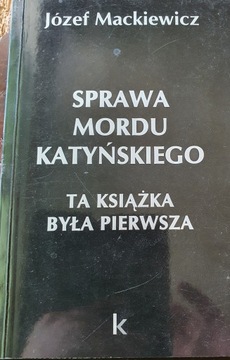 Józef Mackiewicz
SPRAWA
MORDU
KATYŃSKIEGO
TA KSIĄŻKA
BYŁA PIERWSZA
k